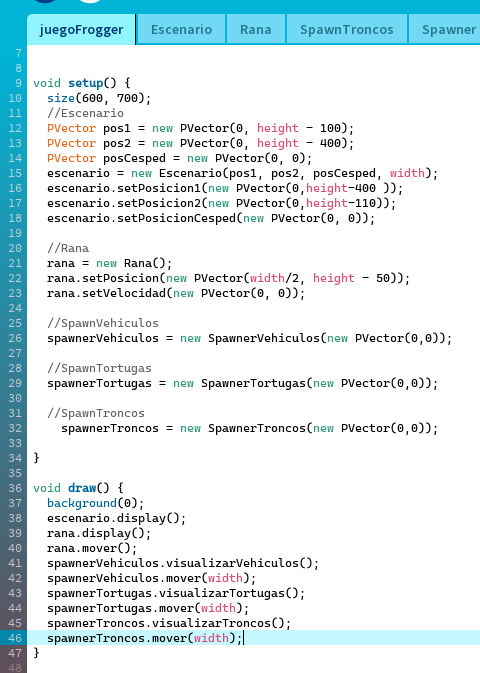 juegoFrogger Escenario Rana SpawnTroncos Spawner
7
8
9 void setup() {
10 size(600, 700);
11 //Escenario
12 PVector pos1 = new PVector(0, height - 100);
13 PVector pos2 = new PVector(0, height - 400);
14 PVector posCesped = new PVector(0, 0);
15 escenario = new Escenario(pos1, pos2, posCesped, width);
16 escenario.setPosicion1(new PVector(0,height-400 ));
17 escenario.setPosicion2(new PVector(0,height-110));
18 escenario.setPosicionCesped(new PVector(0, 0));
19
20 //Rana
21 rana = new Rana();
22 rana.setPosicion(new PVector(width/2, height - 50));
23 rana.setVelocidad(new PVector(0, 0));
24
25 //SpawnVehiculos
26 spawnerVehiculos = new SpawnerVehiculos(new PVector(0,0));
27
28 //SpawnTortugas
29 spawnerTortugas = new SpawnerTortugas(new PVector(0,0));
30
31 //SpawnTroncos
32 spawnerTroncos = new SpawnerTroncos(new PVector(0,0));
33
34 }
35
36 void draw() {
37 background(0);
38 escenario.display();
39 rana.display();
40 rana.mover();
41 spawnerVehiculos.visualizarVehiculos();
42 spawnerVehiculos.mover(width);
43 spawnerTortugas.visualizarTortugas();
44 spawnerTortugas.mover(width);
45 spawnerTroncos.visualizarTroncos();
46 spawnerTroncos.mover(width);
47 }
48